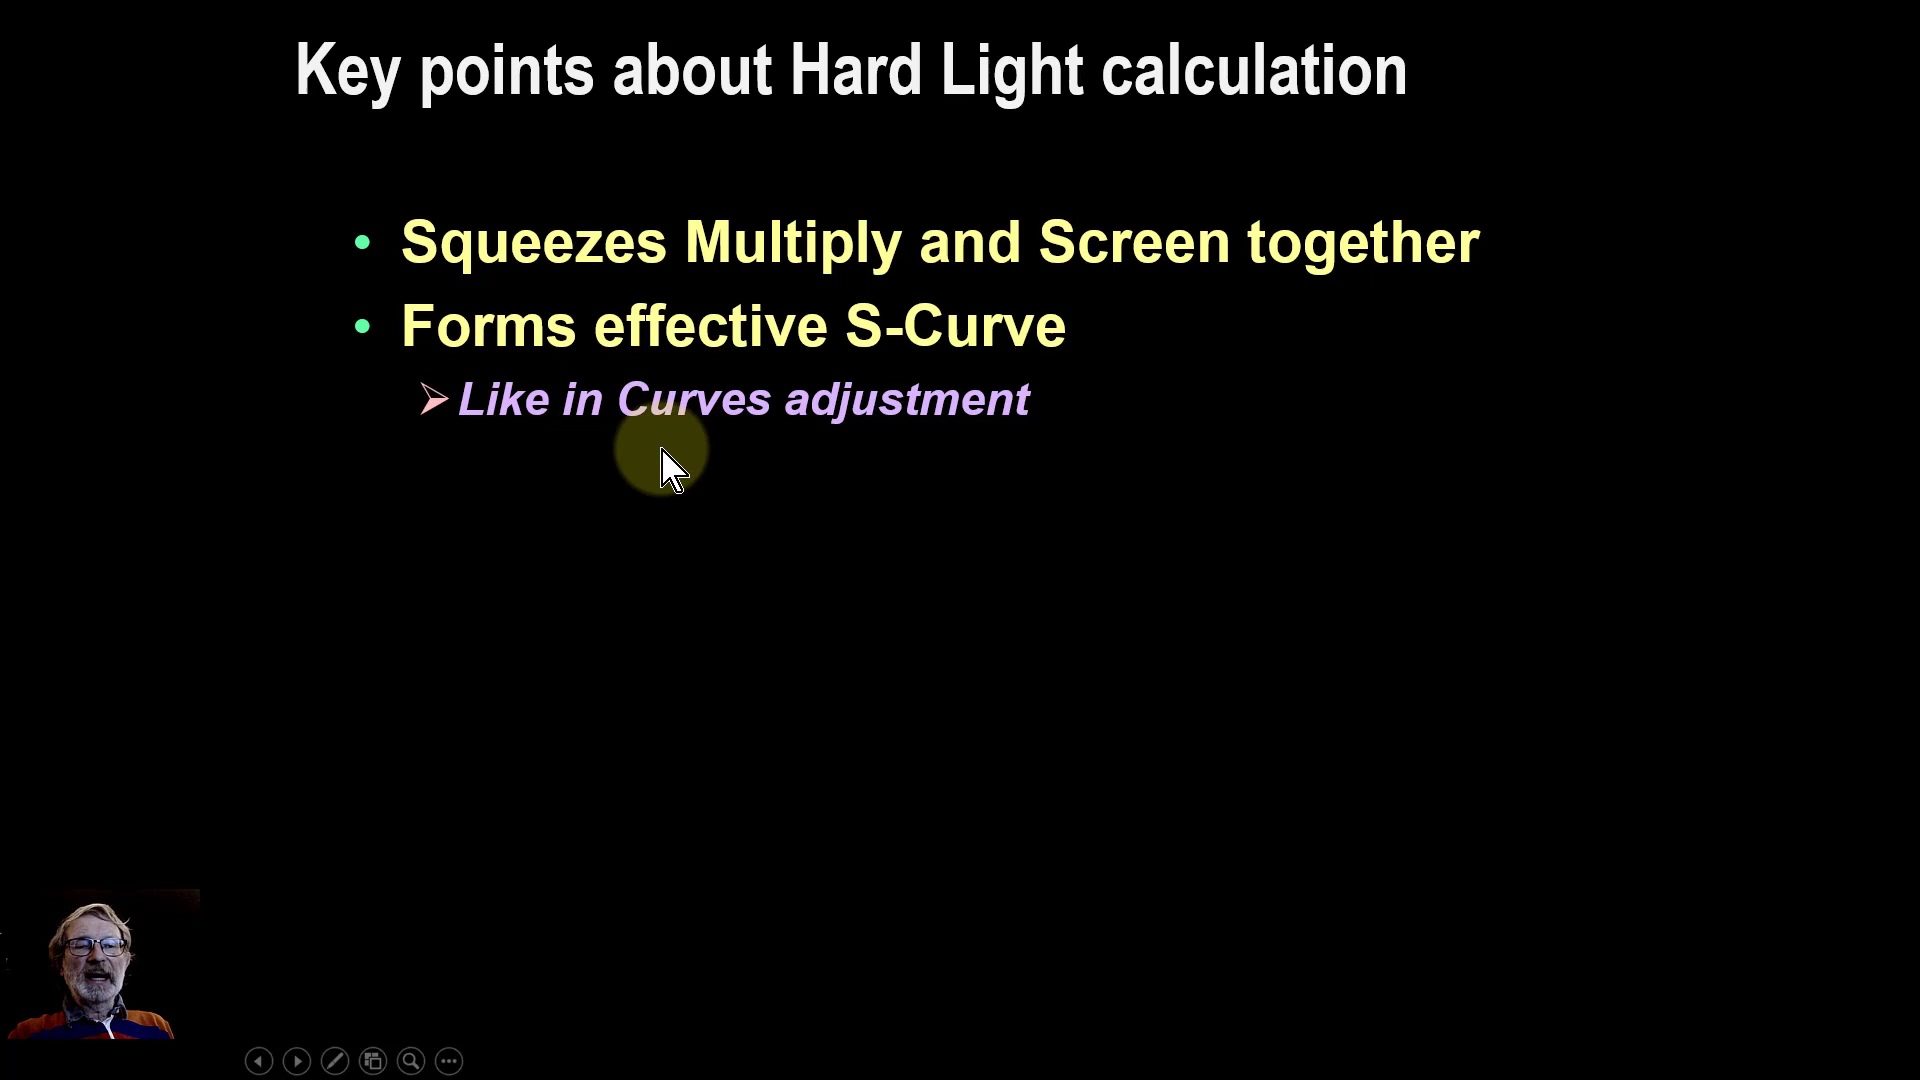 Key points about Hard Light calculation
• Squeezes Multiply and Screen together
• Forms effective S-Curve
➢ Like in Curves adjustment